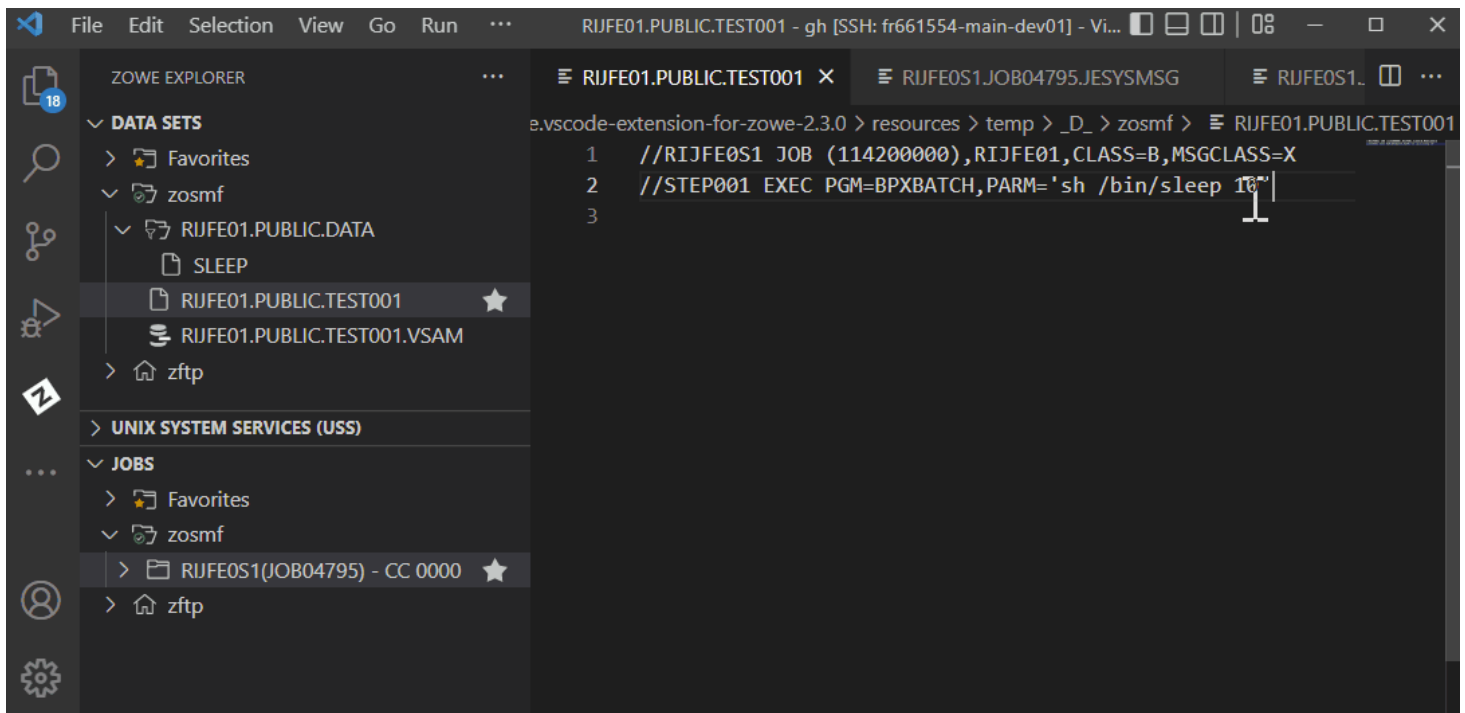 File Edit Selection View Go Run ··· RIJFE01.PUBLIC.TEST001 - gh [SSH: fr661554-main-dev01] - Vi...
18
ZOWE EXPLORER ···
DATA SETS
Favorites
zosmf
RIJFE01.PUBLIC.DATA
SLEEP
RIJFE01.PUBLIC.TEST001
RIJFE01.PUBLIC.TEST001.VSAM
zftp
UNIX SYSTEM SERVICES (USS)
JOBS
Favorites
zosmf
RIJFE0S1(JOB04795) - CC 0000
zftp
RIJFE01.PUBLIC.TEST001 RIJFE0S1.JOB04795.JESYSMSG RIJFE0S1. ···
e.vscode-extension-for-zowe-2.3.0 > resources > temp > _D_ > zosmf > RIJFE01.PUBLIC.TEST001
1 //RIJFE0S1 JOB (114200000),RIJFE01,CLASS=B,MSGCLASS=X
2 //STEP001 EXEC PGM=BPXBATCH,PARM='sh /bin/sleep 10'
3